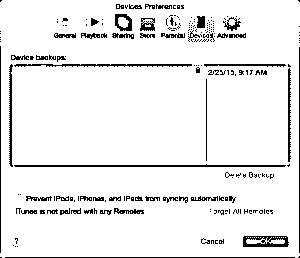 Devices Preferences
General Playback Sharing Store Parental Devices Advanced
Device backups:
2/25/15, 9:17 AM
Delete Backup
Prevent iPods, iPhones, and iPads from syncing automatically
iTunes is not paired with any Remotes
Forget All Remotes
?
Cancel OK